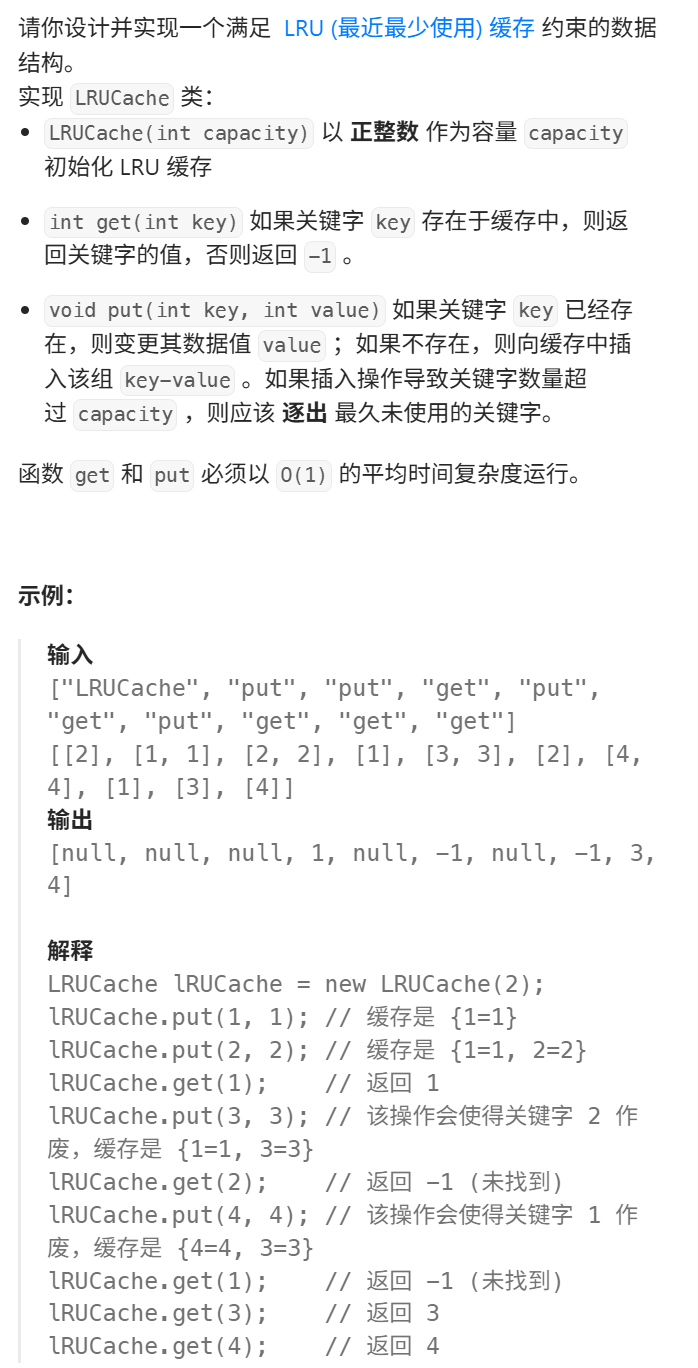 请你设计并实现一个满足 LRU (最近最少使用) 缓存 约束的数据
结构。
实现 LRUCache 类：
• LRUCache(int capacity) 以 正整数 作为容量 capacity
初始化 LRU 缓存
• int get(int key) 如果关键字 key 存在于缓存中，则返
回关键字的值，否则返回 -1 。
• void put(int key, int value) 如果关键字 key 已经存
在，则变更其数据值 value ；如果不存在，则向缓存中插
入该组 key-value 。如果插入操作导致关键字数量超
过 capacity ，则应该 逐出 最久未使用的关键字。
函数 get 和 put 必须以 O(1) 的平均时间复杂度运行。
示例：
输入
["LRUCache", "put", "put", "get", "put",
"get", "put", "get", "get", "get"]
[[2], [1, 1], [2, 2], [1], [3, 3], [2], [4,
4], [1], [3], [4]]
输出
[null, null, null, 1, null, -1, null, -1, 3,
4]
解释
LRUCache lRUCache = new LRUCache(2);
lRUCache.put(1, 1); // 缓存是 {1=1}
lRUCache.put(2, 2); // 缓存是 {1=1, 2=2}
lRUCache.get(1);    // 返回 1
lRUCache.put(3, 3); // 该操作会使得关键字 2 作
废，缓存是 {1=1, 3=3}
lRUCache.get(2);    // 返回 -1 (未找到)
lRUCache.put(4, 4); // 该操作会使得关键字 1 作
废，缓存是 {4=4, 3=3}
lRUCache.get(1);    // 返回 -1 (未找到)
lRUCache.get(3);    // 返回 3
lRUCache.get(4);    // 返回 4